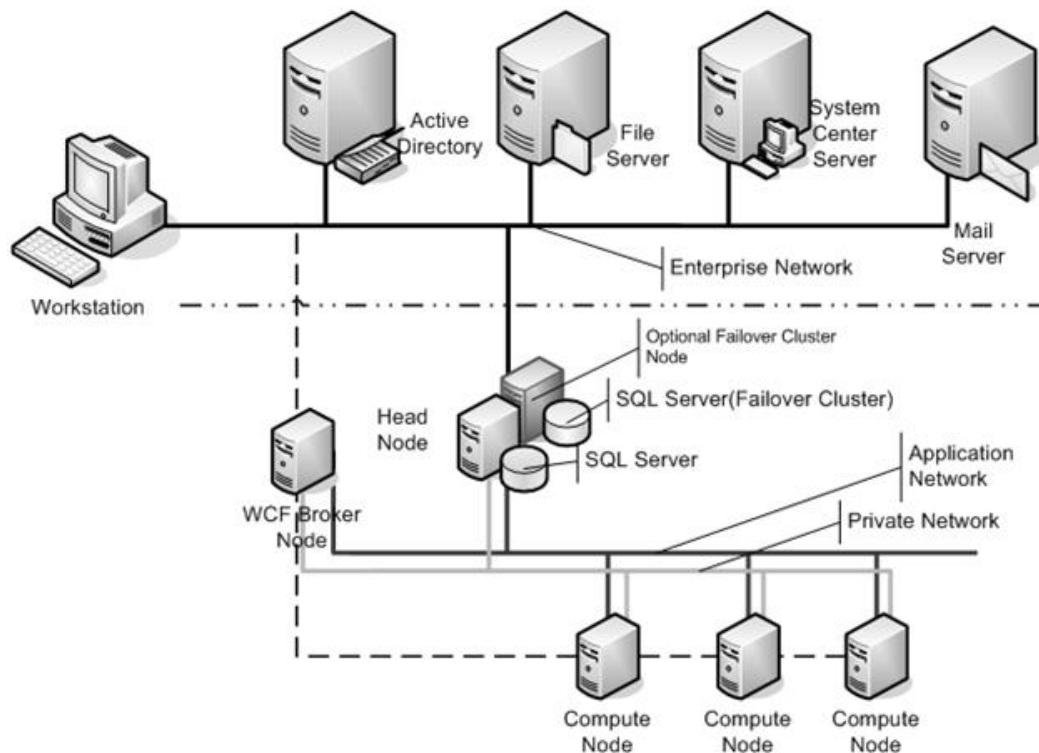 Active
Directory
File
Server
System
Center
Server
Mail
Server
Workstation
Enterprise Network
Optional Failover Cluster
Node
SQL Server(Failover Cluster)
Head
Node
SQL Server
Application
Network
WCF Broker
Node
Private Network
Compute
Node
Compute
Node
Compute
Node